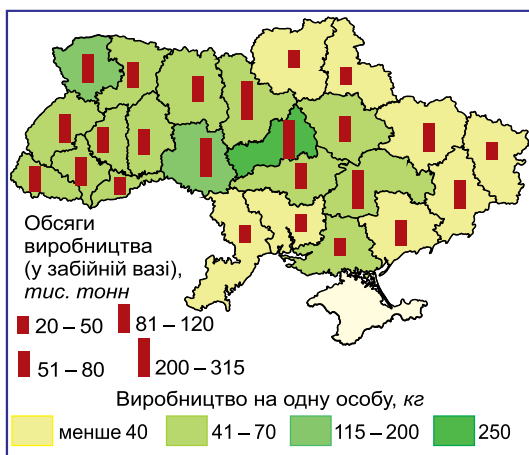 Обсяги
виробництва
(у забійній вазі),
тис. тонн
20 – 50
81 – 120
51 – 80
200 – 315
Виробництво на одну особу, кг
менше 40
41 – 70
115 – 200
250